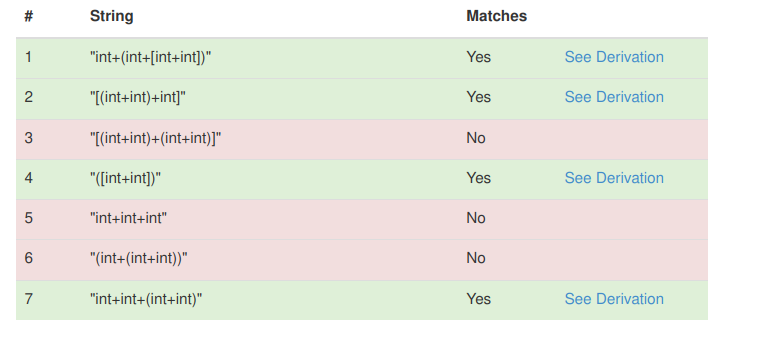 # String Matches
1 "int+(int+[int+int])" Yes See Derivation
2 "[(int+int)+int]" Yes See Derivation
3 "[(int+int)+(int+int)]" No
4 "([int+int])" Yes See Derivation
5 "int+int+int" No
6 "(int+(int+int))" No
7 "int+int+(int+int)" Yes See Derivation